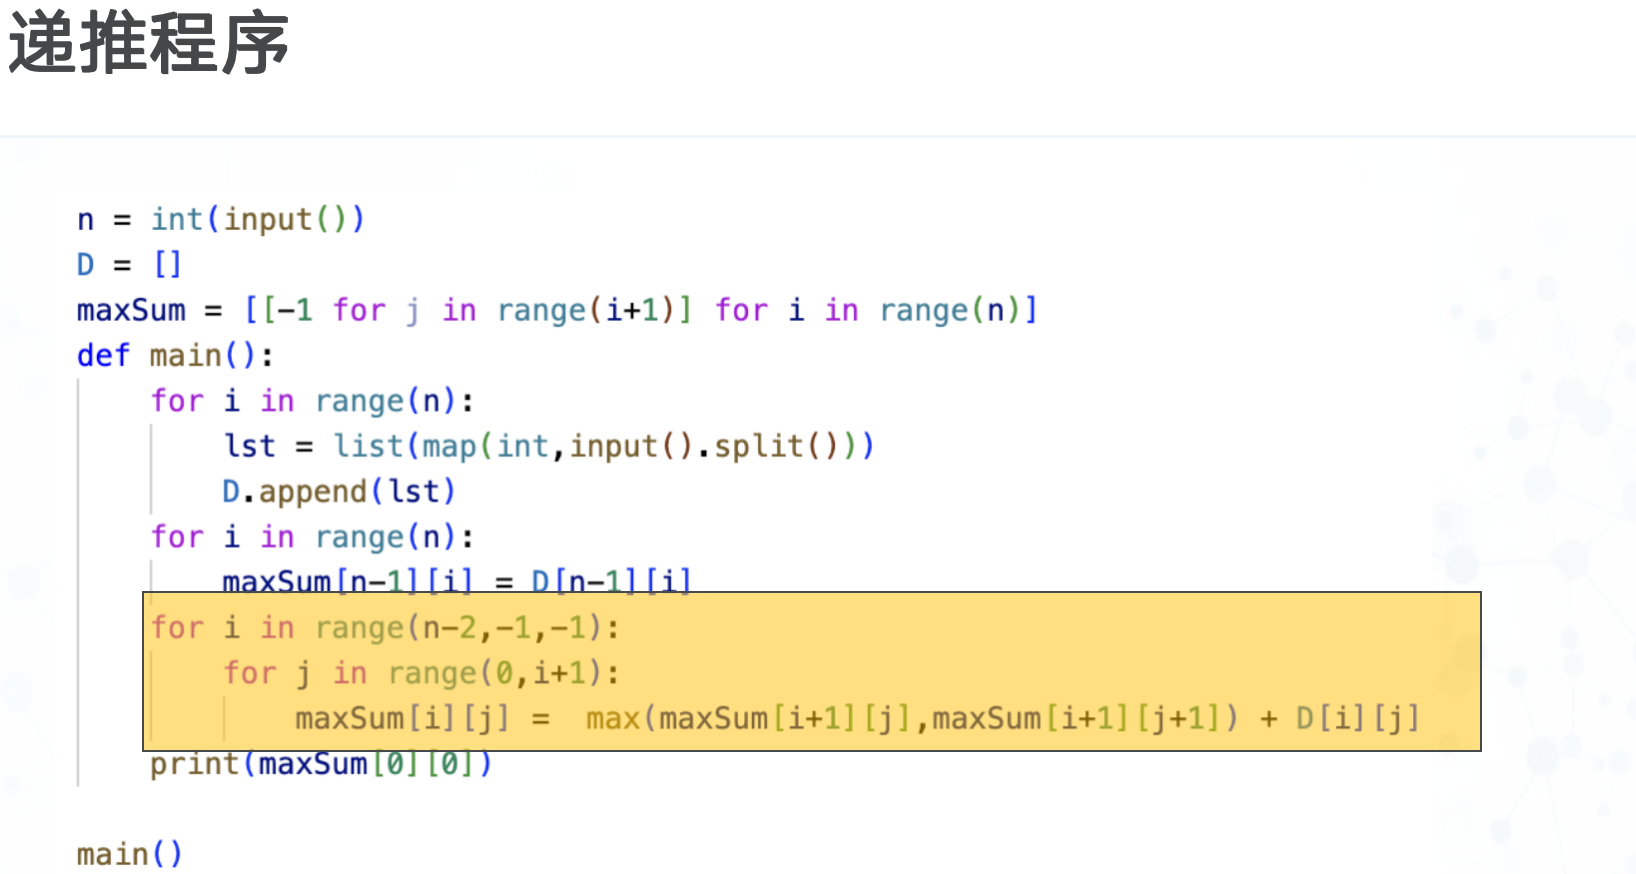 递推程序
n = int(input())
D = []
maxSum = [[-1 for j in range(i+1)] for i in range(n)]
def main():
    for i in range(n):
        lst = list(map(int,input().split()))
        D.append(lst)
    for i in range(n):
        maxSum[n-1][i] = D[n-1][i]
    for i in range(n-2,-1,-1):
        for j in range(0,i+1):
            maxSum[i][j] =  max(maxSum[i+1][j],maxSum[i+1][j+1]) + D[i][j]
    print(maxSum[0][0])
main()